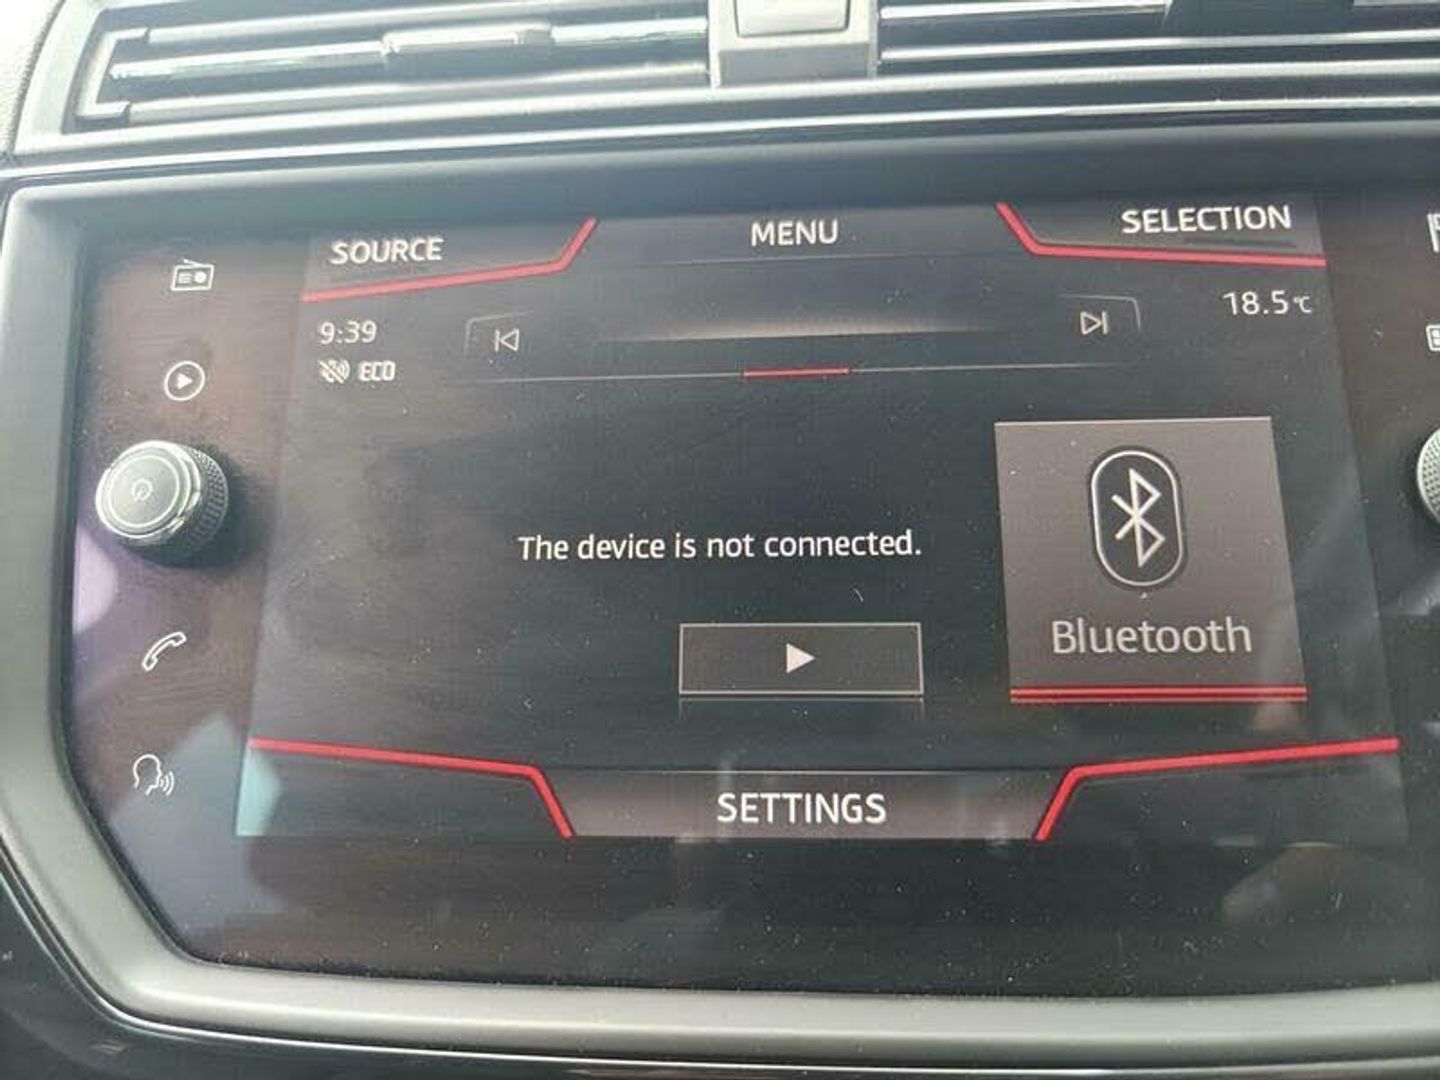 SOURCE
MENU
SELECTION
9:39
18.5°C
ECO
The device is not connected.
Bluetooth
SETTINGS